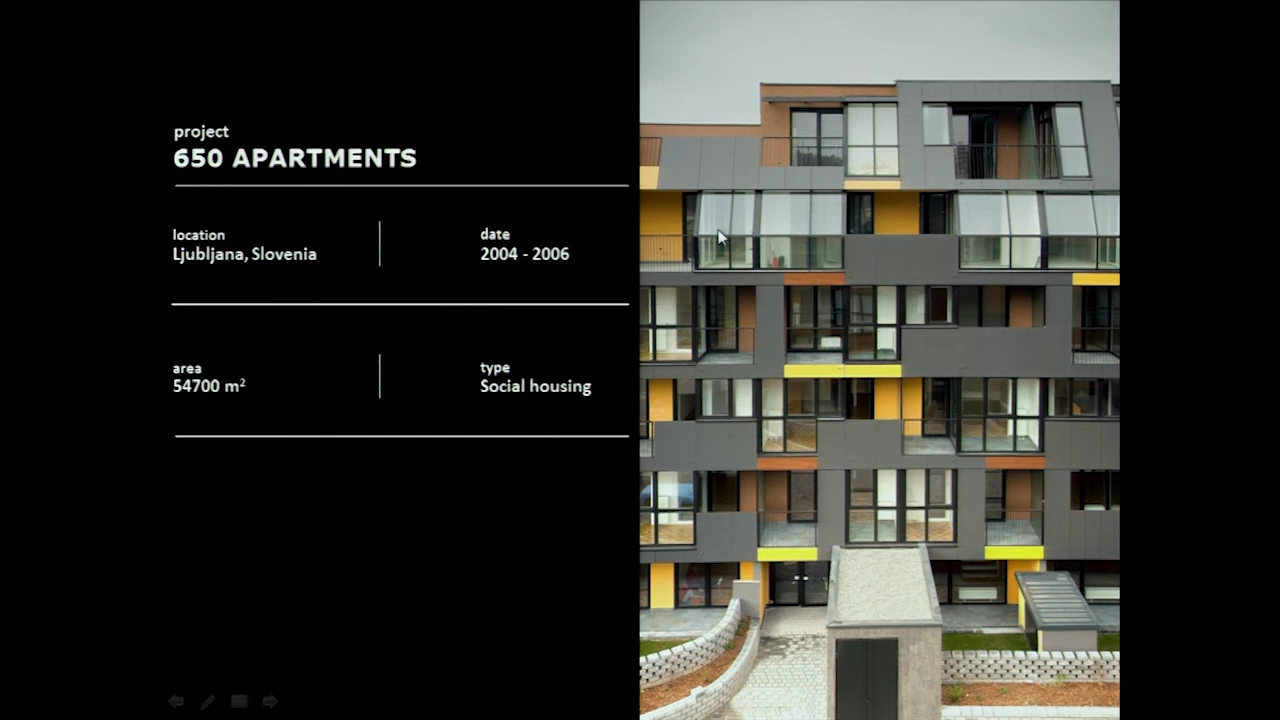 project
650 APARTMENTS
location
Ljubljana, Slovenia
date
2004 - 2006
area
54700 m²
type
Social housing